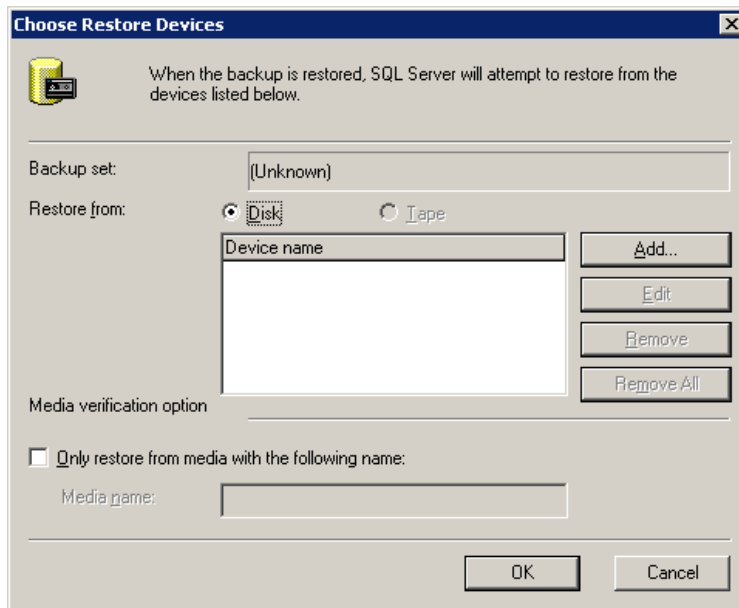 Choose Restore Devices
When the backup is restored, SQL Server will attempt to restore from the
devices listed below.
Backup set:
(Unknown)
Restore from:
Disk
Tape
Device name
Add...
Edit
Remove
Remove All
Media verification option
Only restore from media with the following name:
Media name:
OK
Cancel